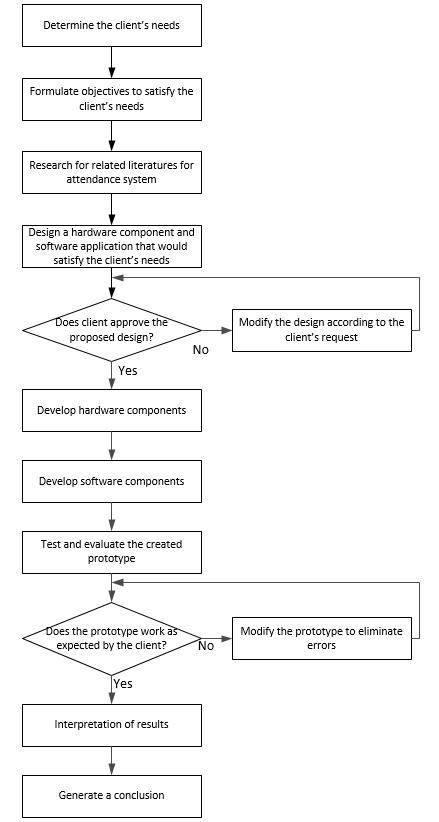 Determine the client's needs
Formulate objectives to satisfy the
client's needs
Research for related literatures for
attendance system
Design a hardware component and
software application that would
satisfy the client's needs
Does client approve the
proposed design?
No
Modify the design according to the
client's request
Yes
Develop hardware components
Develop software components
Test and evaluate the created
prototype
Does the prototype work as
expected by the client?
No
Modify the prototype to eliminate
errors
Yes
Interpretation of results
Generate a conclusion